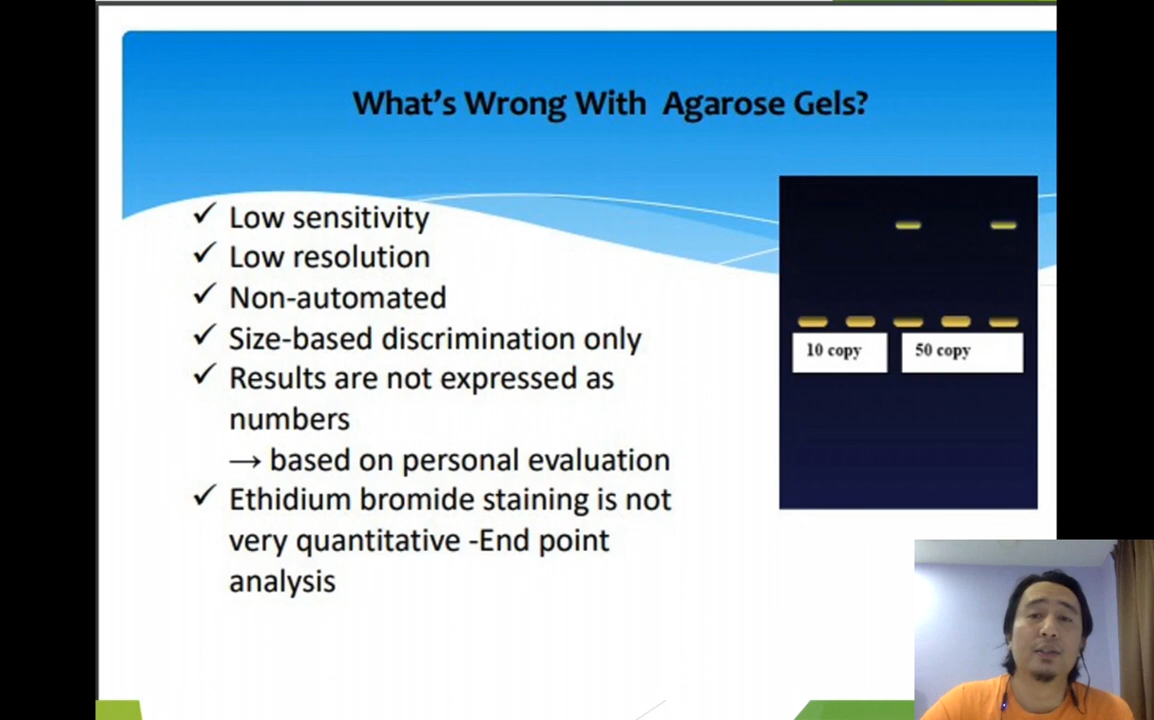 What's Wrong With Agarose Gels?
✓ Low sensitivity
✓ Low resolution
✓ Non-automated
✓ Size-based discrimination only
✓ Results are not expressed as
numbers
→ based on personal evaluation
✓ Ethidium bromide staining is not
very quantitative -End point
analysis
10 copy
50 copy